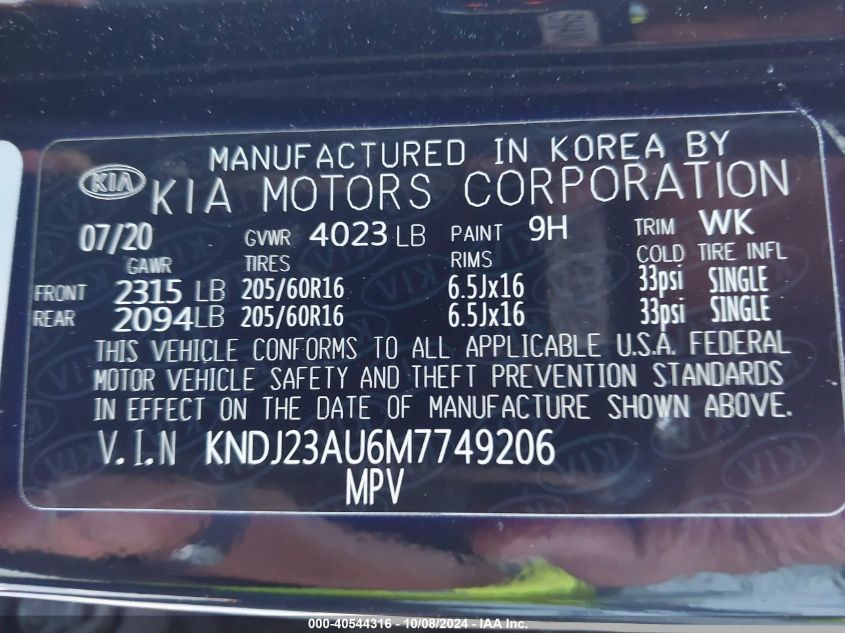 MANUFACTURED IN KOREA BY
KIA KIA MOTORS CORPORATION
07/20 GVWR 4023 LB PAINT 9H TRIM WK
GAWR TIRES RIMS COLD TIRE INFL
FRONT 2315 LB 205/60R16 6.5Jx16 33psi SINGLE
REAR 2094LB 205/60R16 6.5Jx16 33psi SINGLE
THIS VEHICLE CONFORMS TO ALL APPLICABLE U.S.A. FEDERAL
MOTOR VEHICLE SAFETY AND THEFT PREVENTION STANDARDS
IN EFFECT ON THE DATE OF MANUFACTURE SHOWN ABOVE.
V.I.N KNDJ23AU6M7749206
MPV
000-40544316 - 10/08/2024 - IAA Inc.